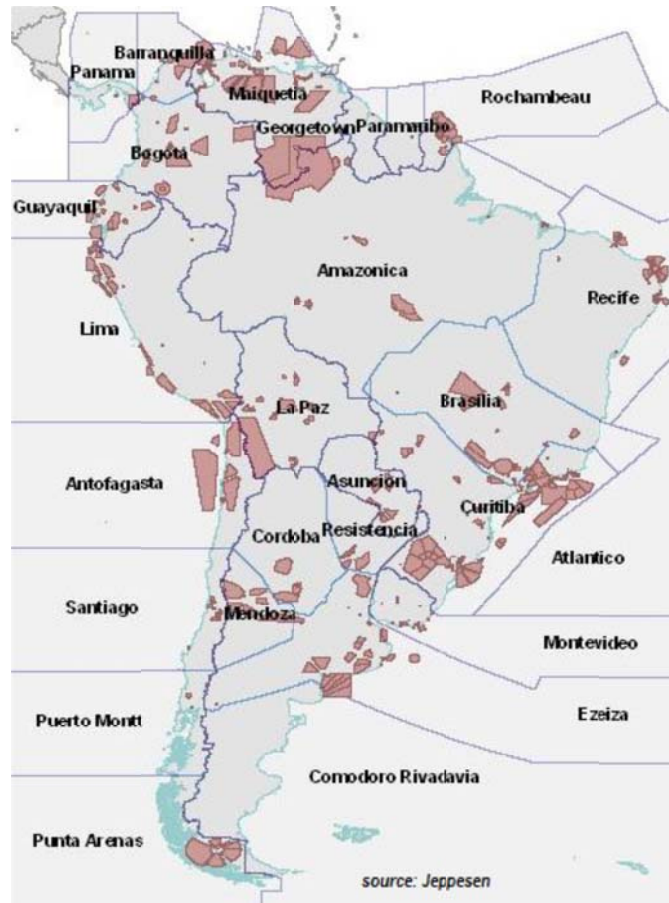 Barranquilla
Panama
Maiquetia
Rochambeau
Georgetown
Paramaribo
Bogotá
Guayaquil
Amazonica
Recife
Lima
Brasilia
La Paz
Antofagasta
Asuncion
Curitiba
Resistencia
Cordoba
Atlantico
Santiago
Mendoza
Montevideo
Puerto Montt
Ezeiza
Comodoro Rivadavia
Punta Arenas
source: Jeppesen